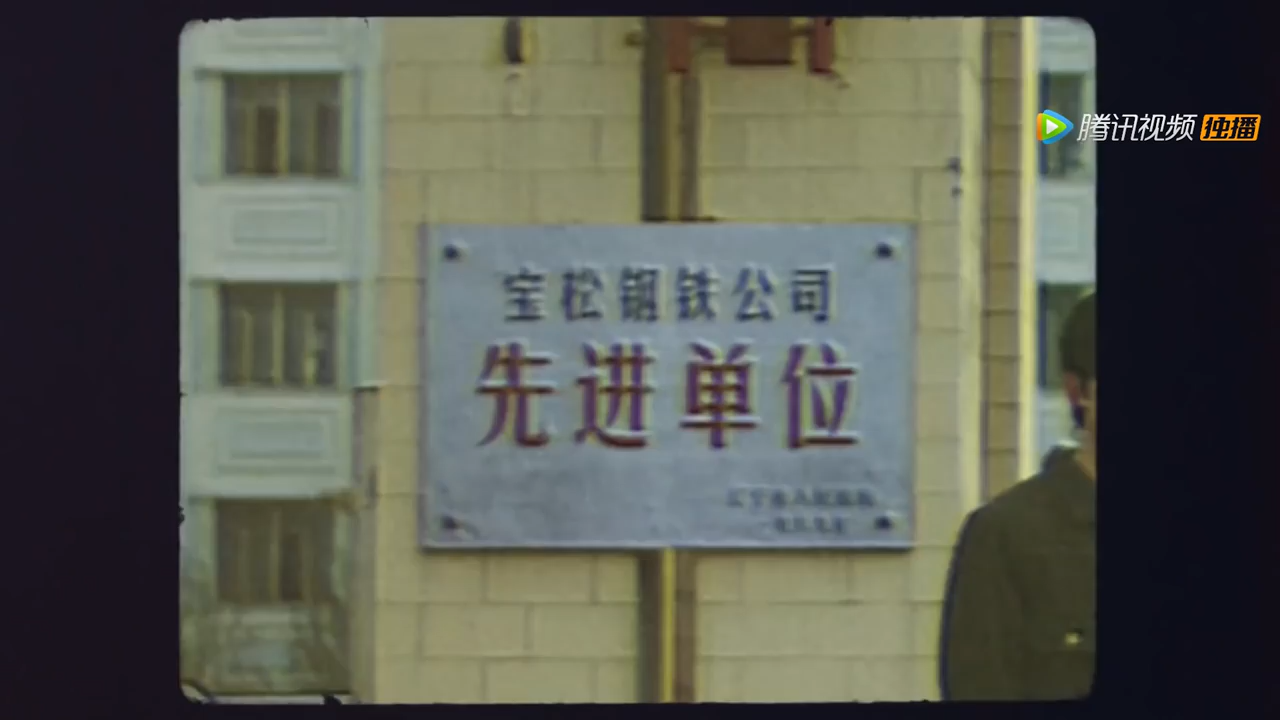 腾讯视频 独播
宝松钢铁公司
先进单位